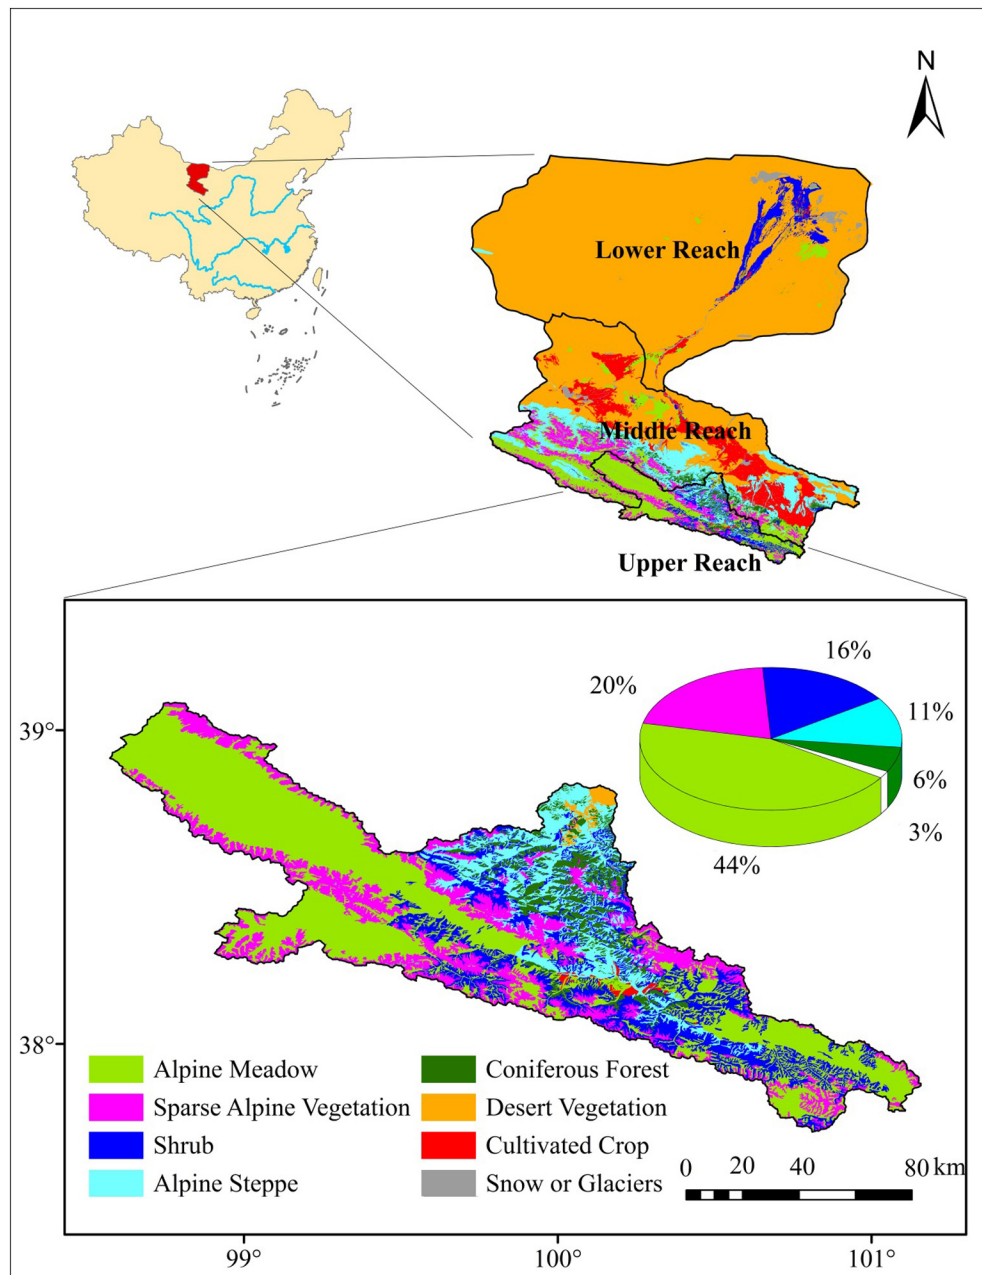 N
Lower Reach
Middle Reach
Upper Reach
16%
20%
11%
39°
6%
3%
44%
38°
Alpine Meadow
Coniferous Forest
Sparse Alpine Vegetation
Desert Vegetation
Shrub
Cultivated Crop
Alpine Steppe
Snow or Glaciers
0 20 40 80 km
99° 100° 101°